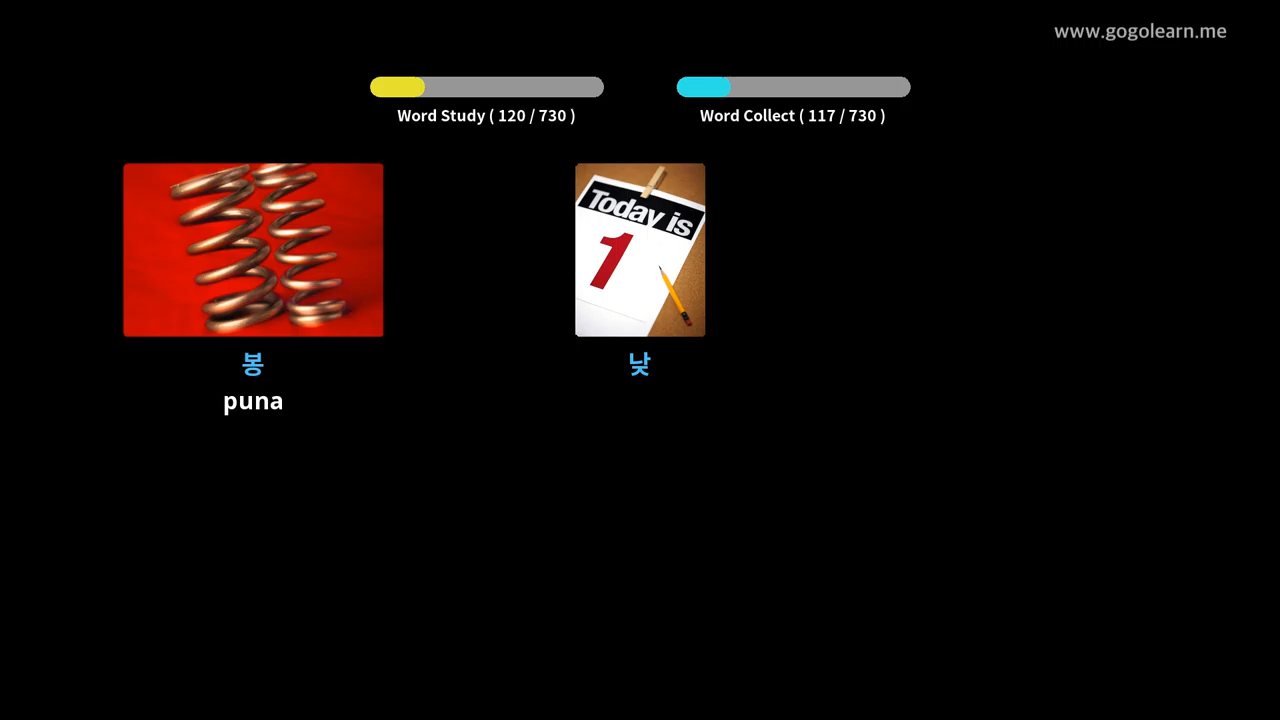 www.gogolearn.me
Word Study ( 120 / 730 )
Word Collect ( 117 / 730 )
Today is
1
봉
낮
puna